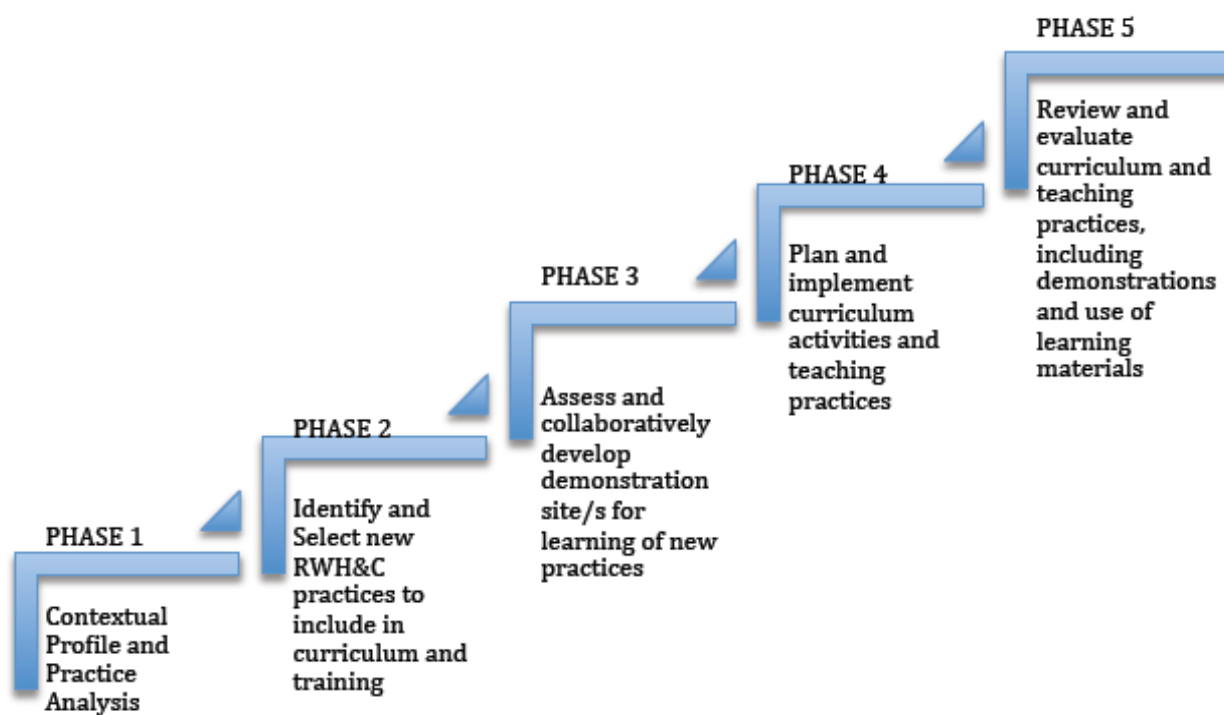 PHASE 1
Contextual
Profile and
Practice
Analysis
PHASE 2
Identify and
Select new
RWH&C
practices to
include in
curriculum and
training
PHASE 3
Assess and
collaboratively
develop
demonstration
site/s for
learning of new
practices
PHASE 4
Plan and
implement
curriculum
activities and
teaching
practices
PHASE 5
Review and
evaluate
curriculum and
teaching
practices,
including
demonstrations
and use of
learning
materials